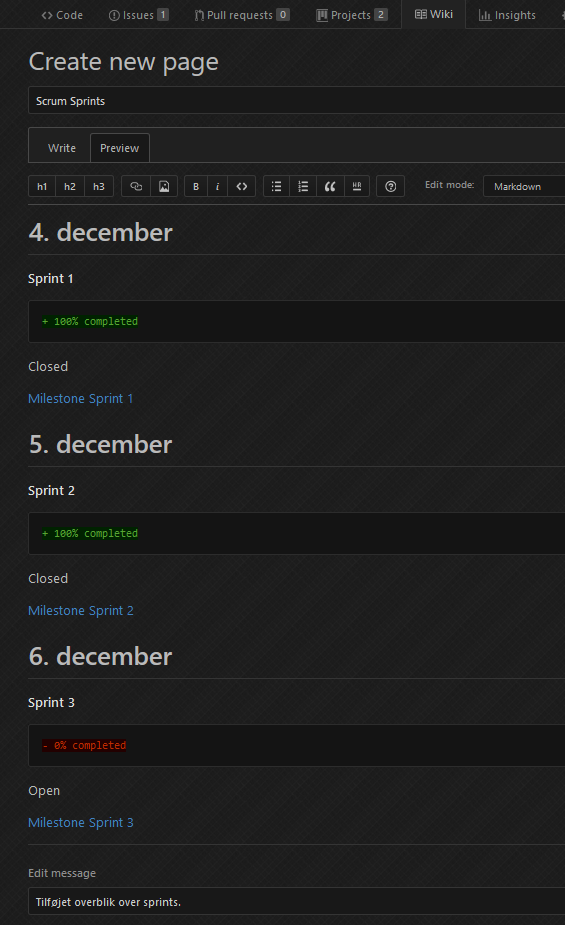 Code Issues 1 Pull requests 0 Projects 2 Wiki Insights
Create new page
Scrum Sprints
Write Preview
h1 h2 h3 B i <> HR Edit mode: Markdown
4. december
Sprint 1
+ 100% completed
Closed
Milestone Sprint 1
5. december
Sprint 2
+ 100% completed
Closed
Milestone Sprint 2
6. december
Sprint 3
- 0% completed
Open
Milestone Sprint 3
Edit message
Tilføjet overblik over sprints.